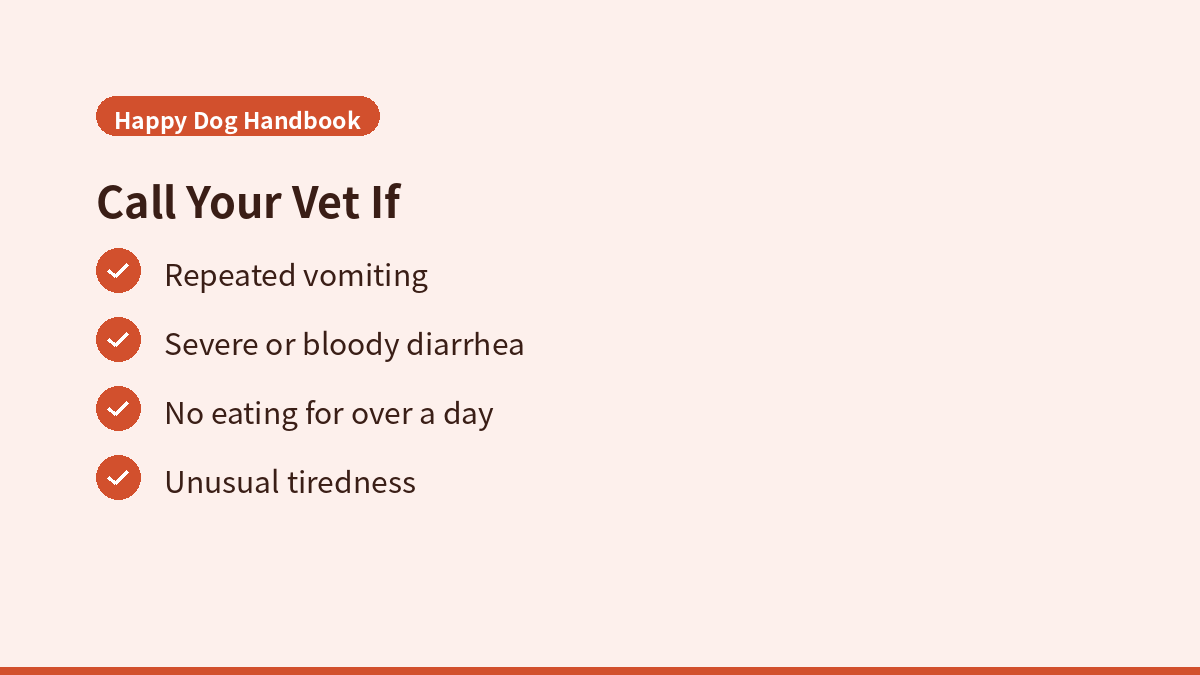 Happy Dog Handbook
Call Your Vet If
Repeated vomiting
Severe or bloody diarrhea
No eating for over a day
Unusual tiredness